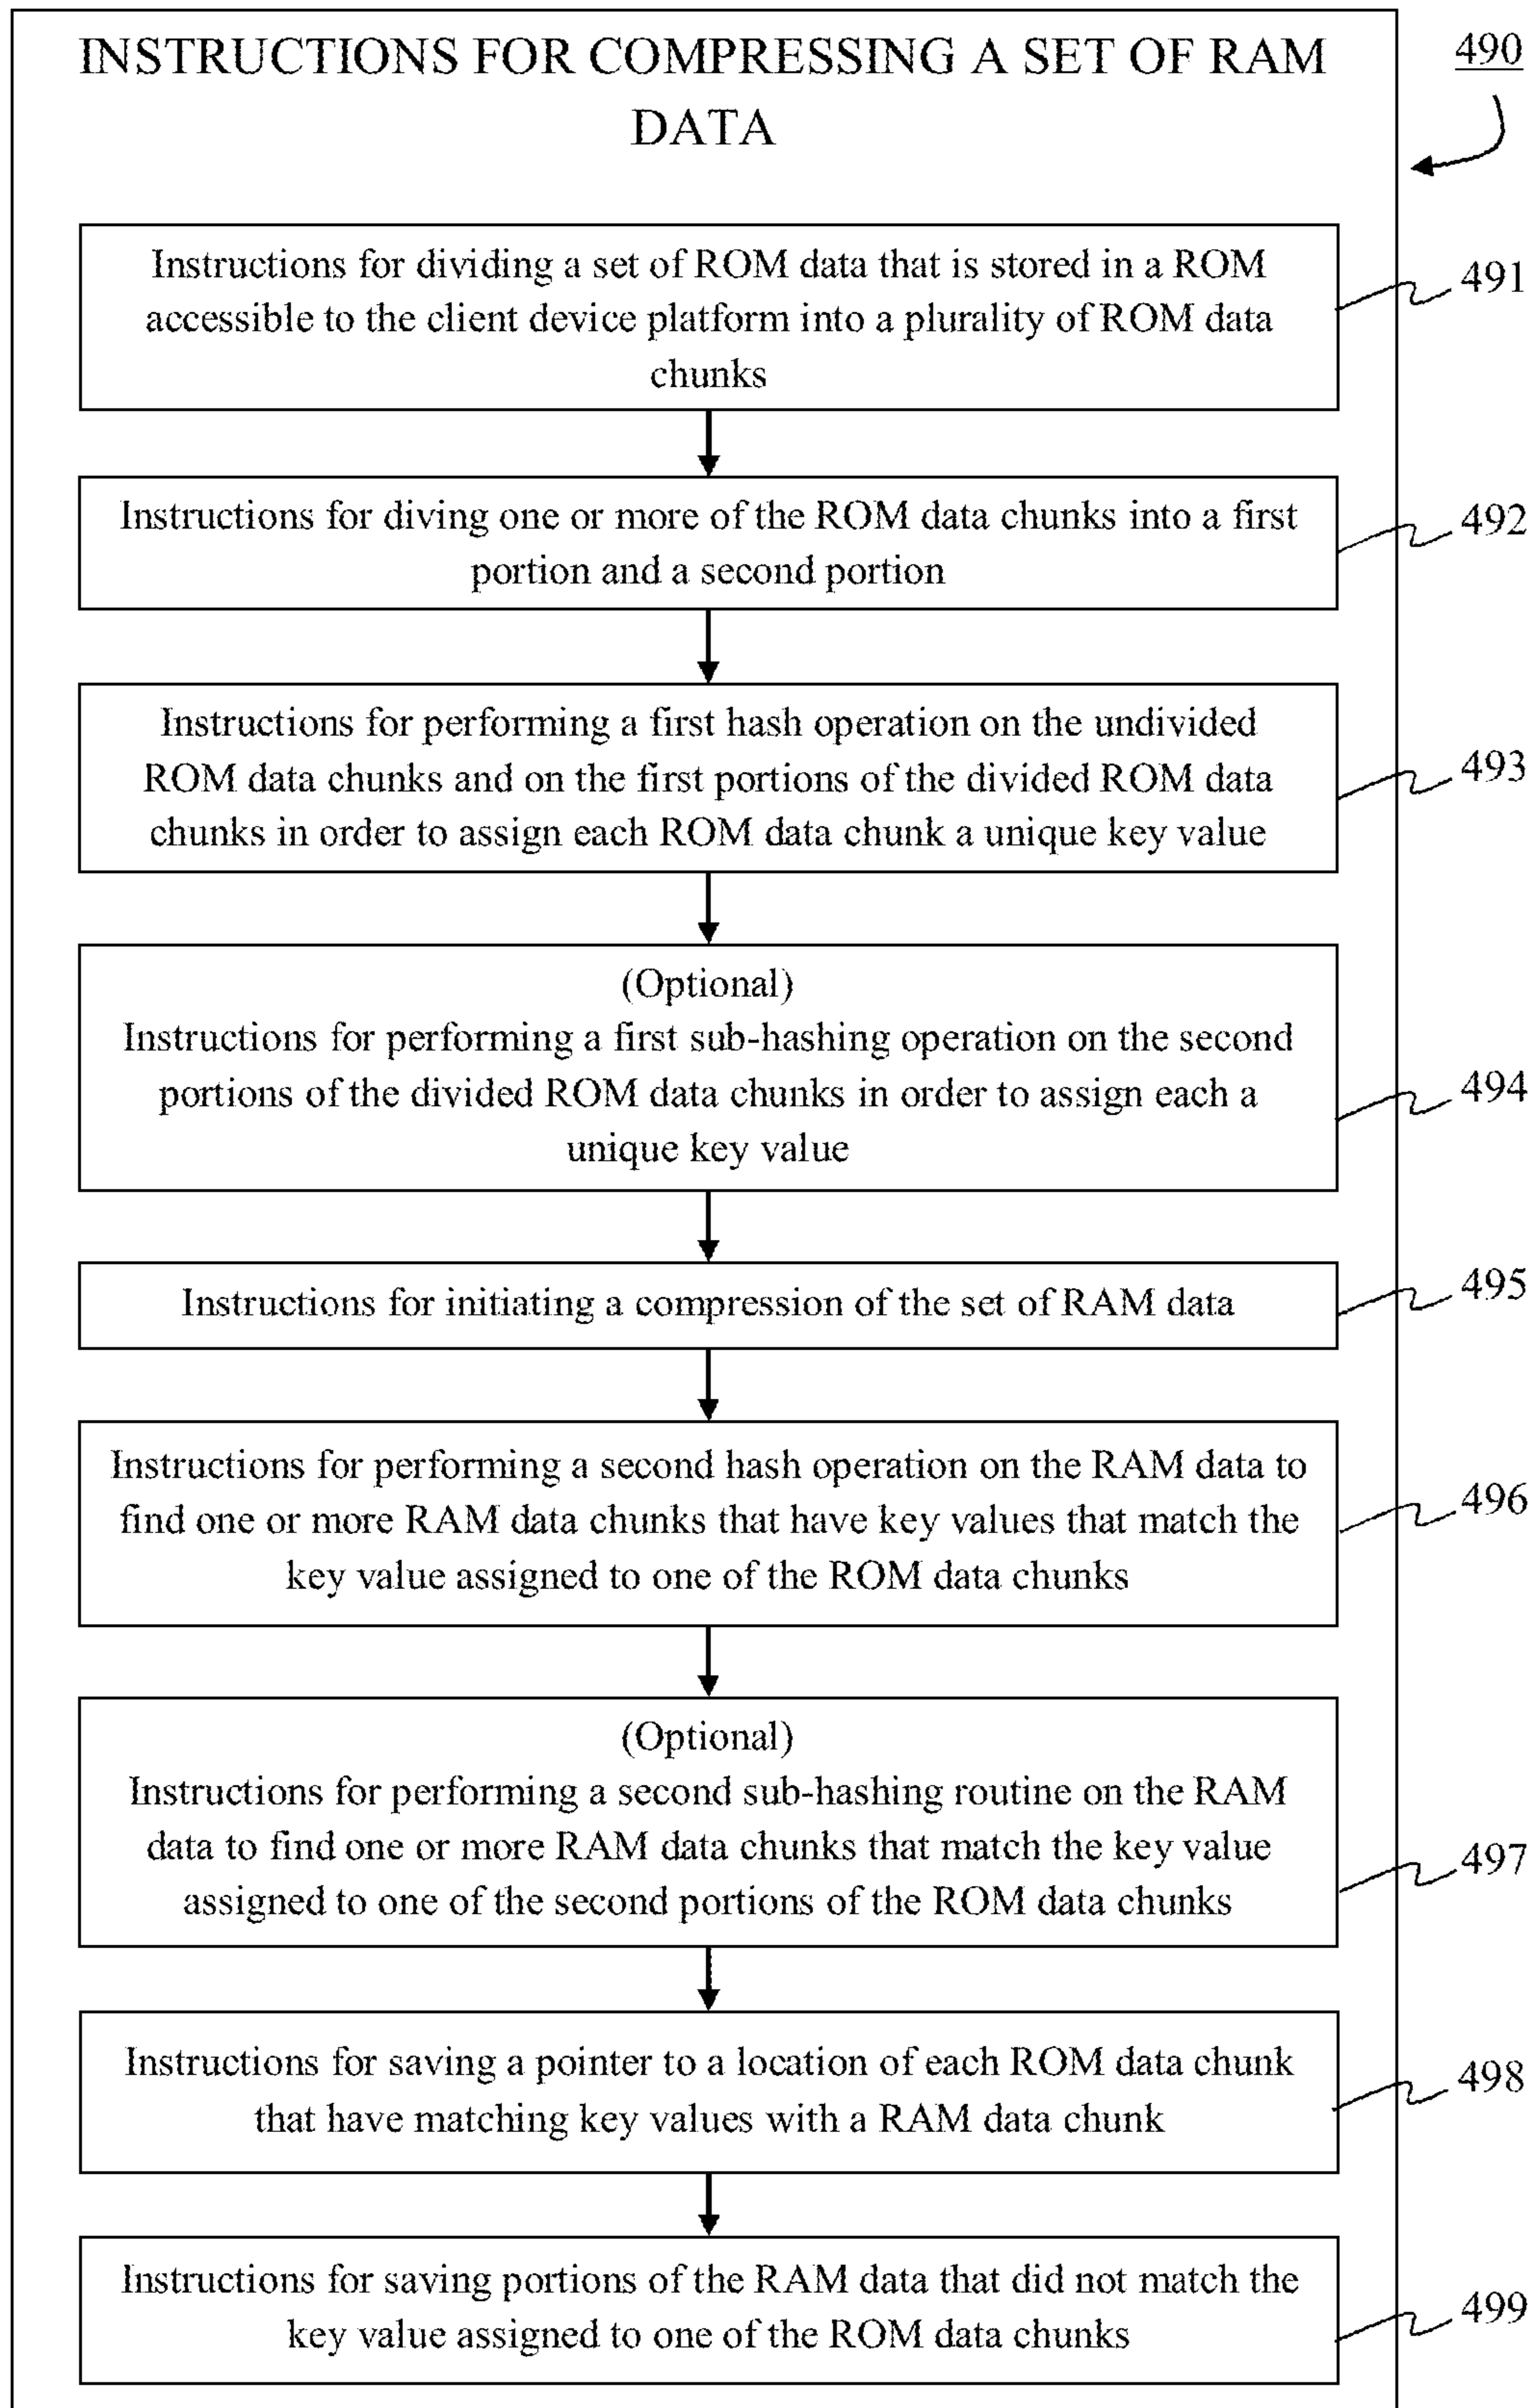 INSTRUCTIONS FOR COMPRESSING A SET OF RAM
DATA
490
Instructions for dividing a set of ROM data that is stored in a ROM
accessible to the client device platform into a plurality of ROM data
chunks
491
Instructions for diving one or more of the ROM data chunks into a first
portion and a second portion
492
Instructions for performing a first hash operation on the undivided
ROM data chunks and on the first portions of the divided ROM data
chunks in order to assign each ROM data chunk a unique key value
493
(Optional)
Instructions for performing a first sub-hashing operation on the second
portions of the divided ROM data chunks in order to assign each a
unique key value
494
Instructions for initiating a compression of the set of RAM data
495
Instructions for performing a second hash operation on the RAM data to
find one or more RAM data chunks that have key values that match the
key value assigned to one of the ROM data chunks
496
(Optional)
Instructions for performing a second sub-hashing routine on the RAM
data to find one or more RAM data chunks that match the key value
assigned to one of the second portions of the ROM data chunks
497
Instructions for saving a pointer to a location of each ROM data chunk
that have matching key values with a RAM data chunk
498
Instructions for saving portions of the RAM data that did not match the
key value assigned to one of the ROM data chunks
499